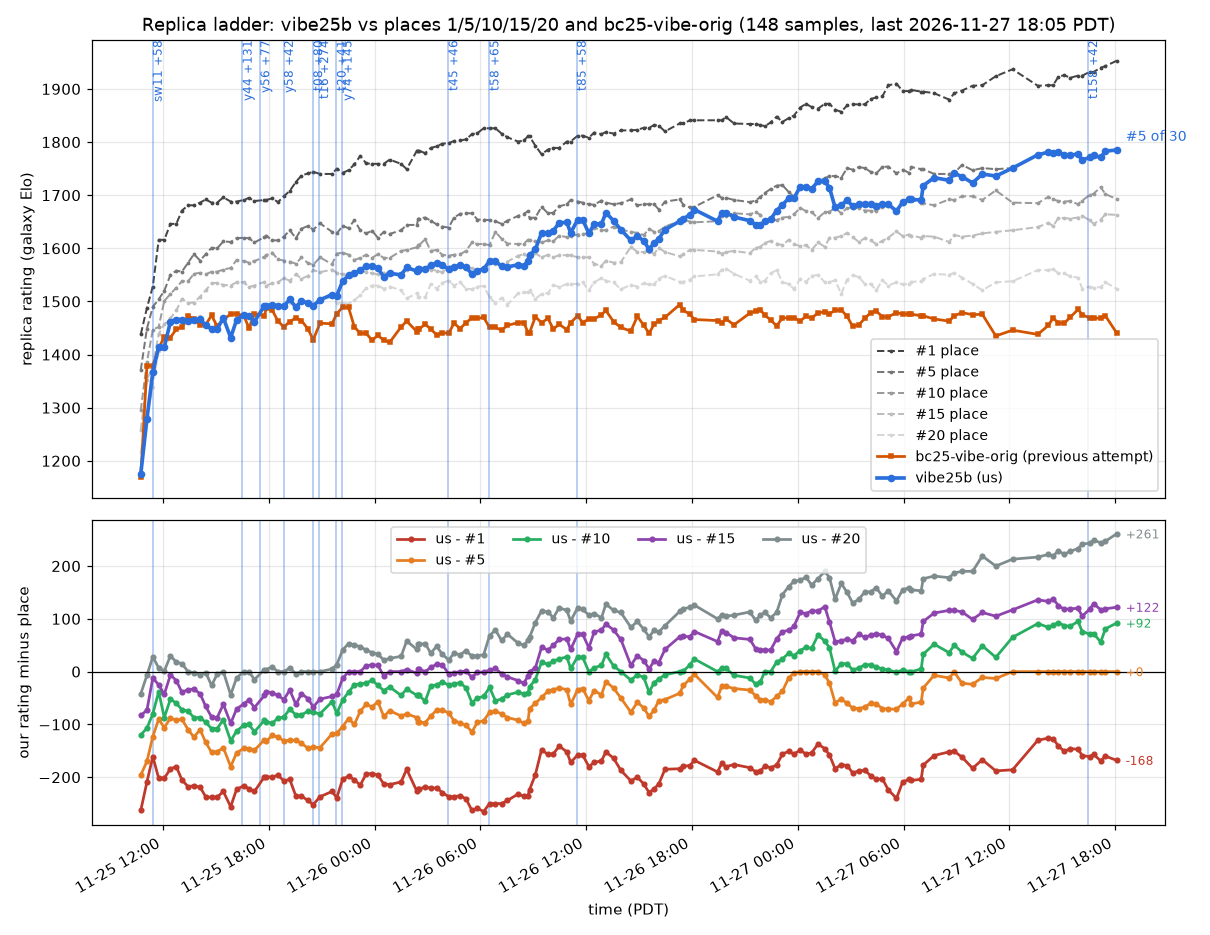 Replica ladder: vibe25b vs places 1/5/10/15/20 and bc25-vibe-orig (148 samples, last 2026-11-27 18:05 PDT)
sw11 +58
y44 +131
y56 +77
y58 +42
y74 +145
t45 +46
t58 +65
t85 +58
t158 +42
#5 of 30
replica rating (galaxy Elo)
1900
1800
1700
1600
1500
1400
1300
1200
#1 place
#5 place
#10 place
#15 place
#20 place
bc25-vibe-orig (previous attempt)
vibe25b (us)
our rating minus place
200
100
0
−100
−200
us - #1
us - #5
us - #10
us - #15
us - #20
+261
+122
+92
+0
-168
11-25 12:00
11-25 18:00
11-26 00:00
11-26 06:00
11-26 12:00
11-26 18:00
11-27 00:00
11-27 06:00
11-27 12:00
11-27 18:00
time (PDT)